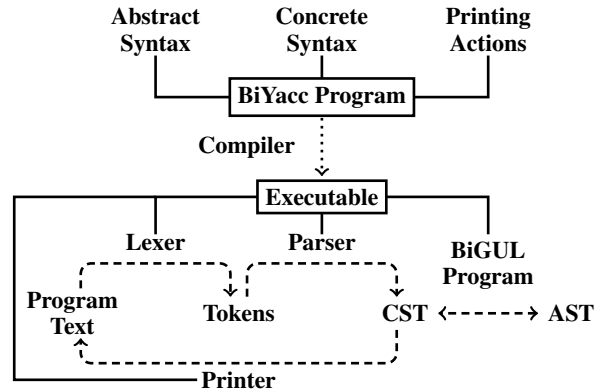 Abstract
Syntax
Concrete
Syntax
Printing
Actions
BiYacc Program
Compiler
Executable
Lexer
Parser
BiGUL
Program
Program
Text
Tokens
CST
AST
Printer